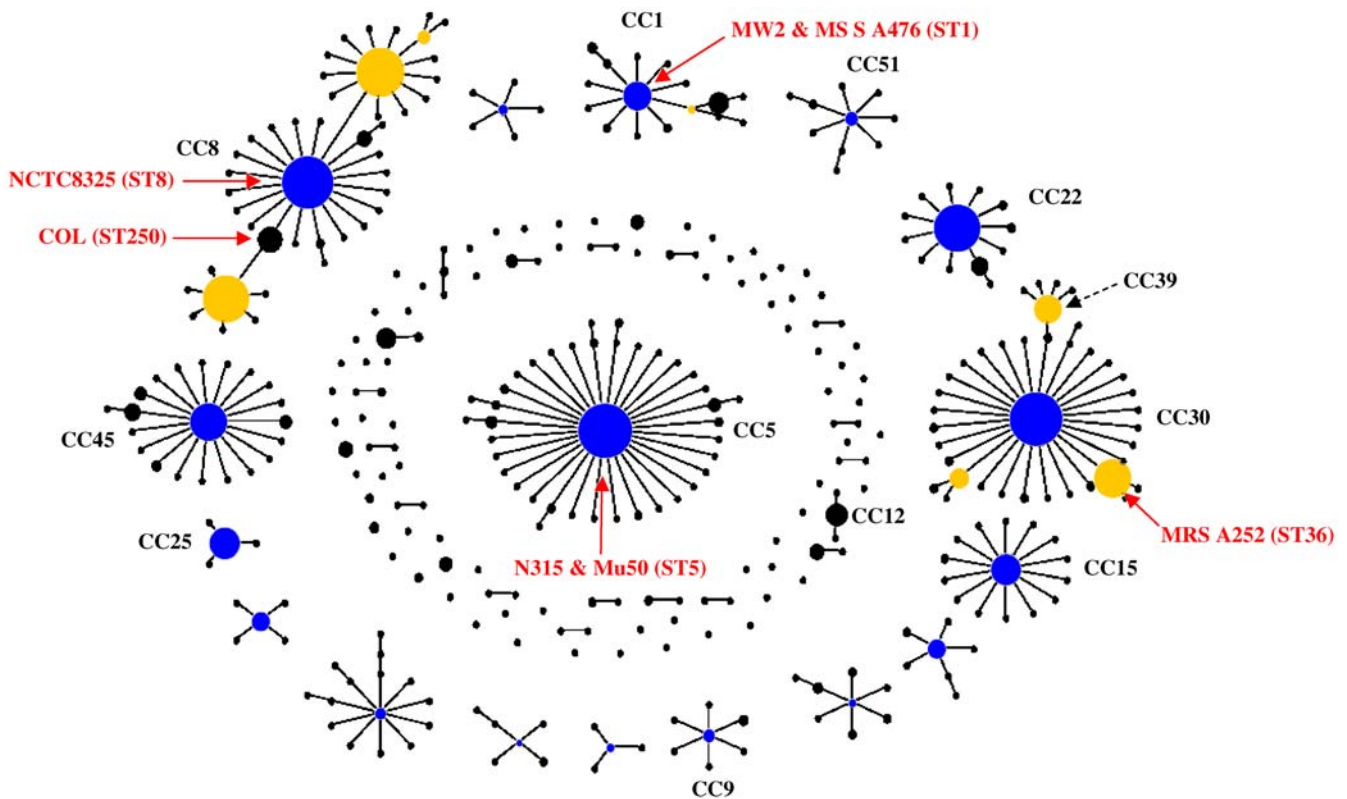 CC1
MW2 & MS S A476 (ST1)
CC51
CC8
NCTC8325 (ST8)
CC22
COL (ST250)
CC39
CC45
CC5
CC30
CC12
CC25
N315 & Mu50 (ST5)
MRS A252 (ST36)
CC15
CC9